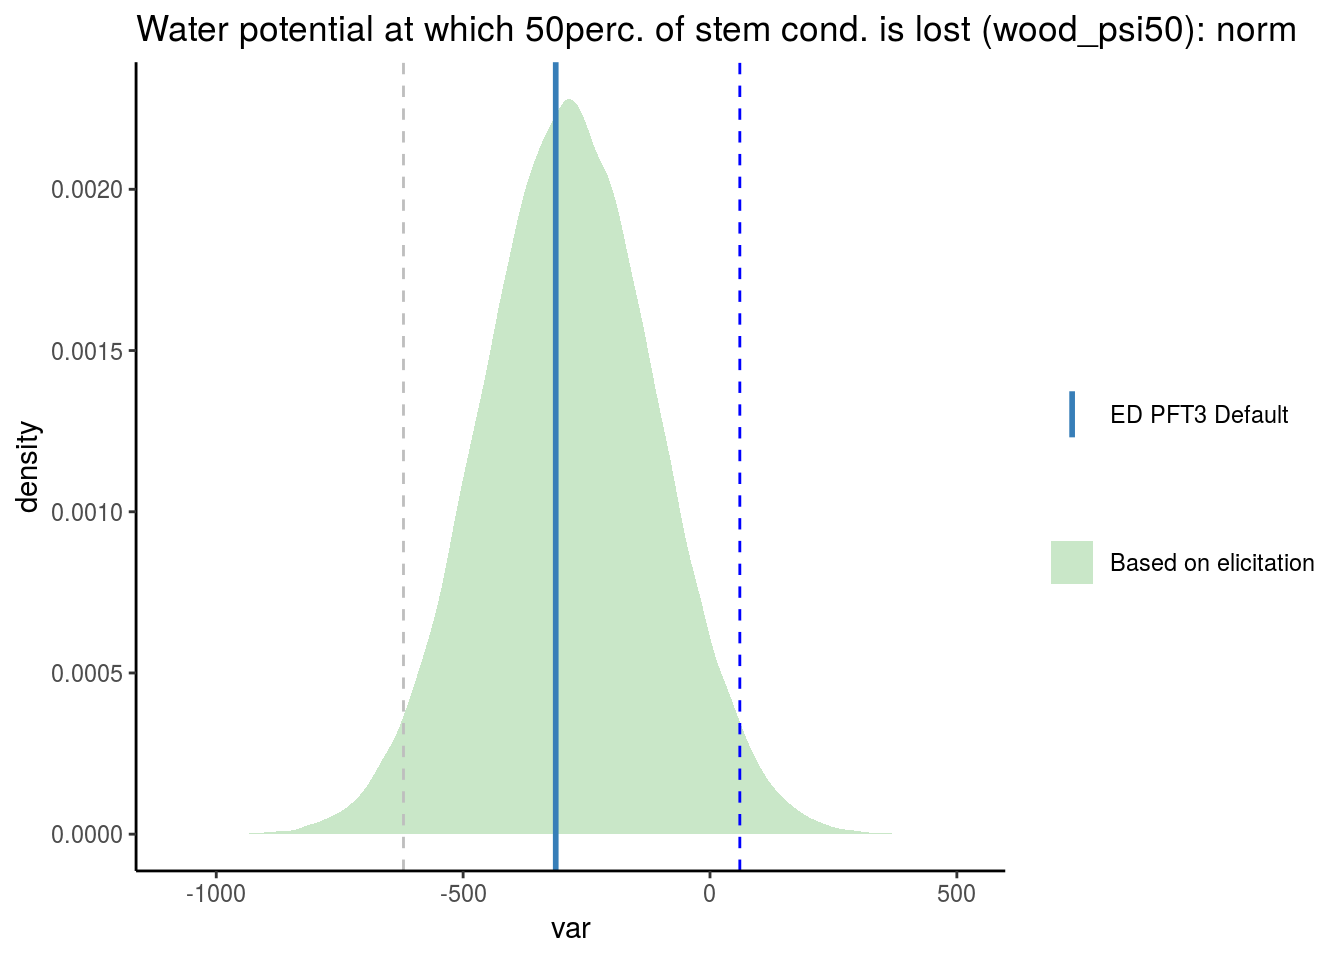 Water potential at which 50perc. of stem cond. is lost (wood_psi50): norm
density
0.0020
0.0015
0.0010
0.0005
0.0000
-1000
-500
0
500
var
ED PFT3 Default
Based on elicitation